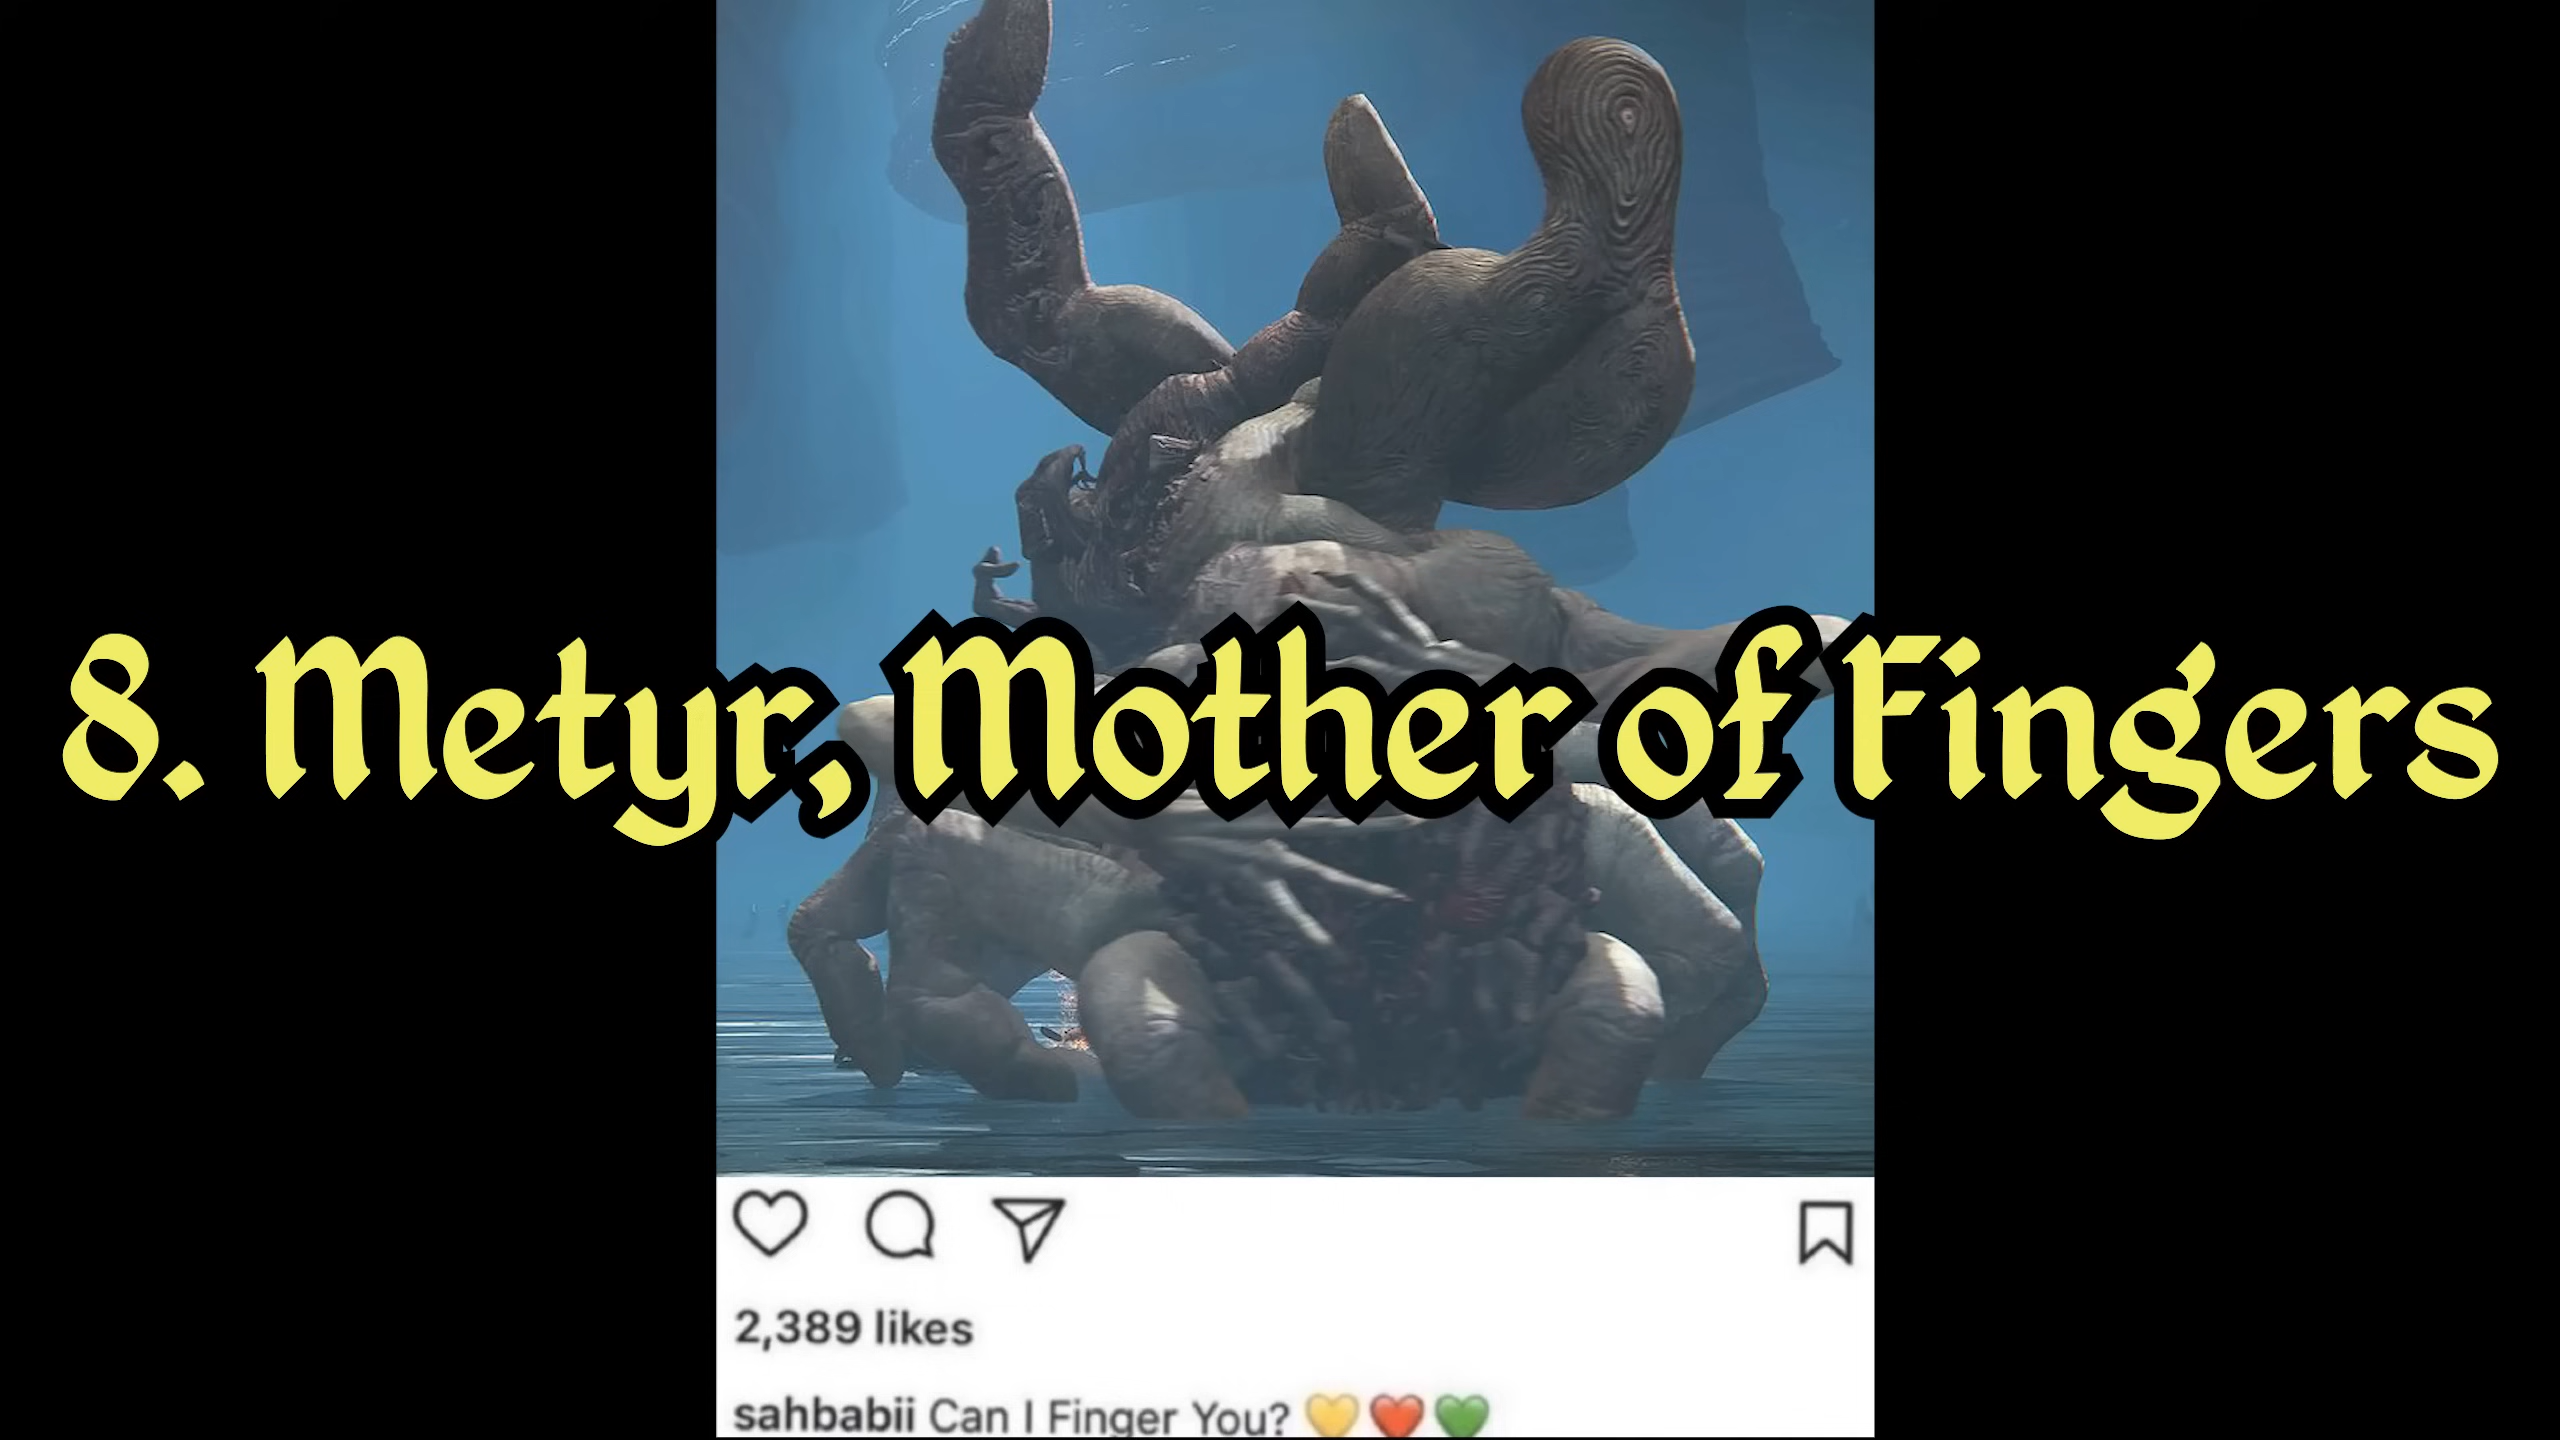 8. Metyr, Mother of Fingers
2,389 likes
sahbabii Can I Finger You? 💛❤️💚